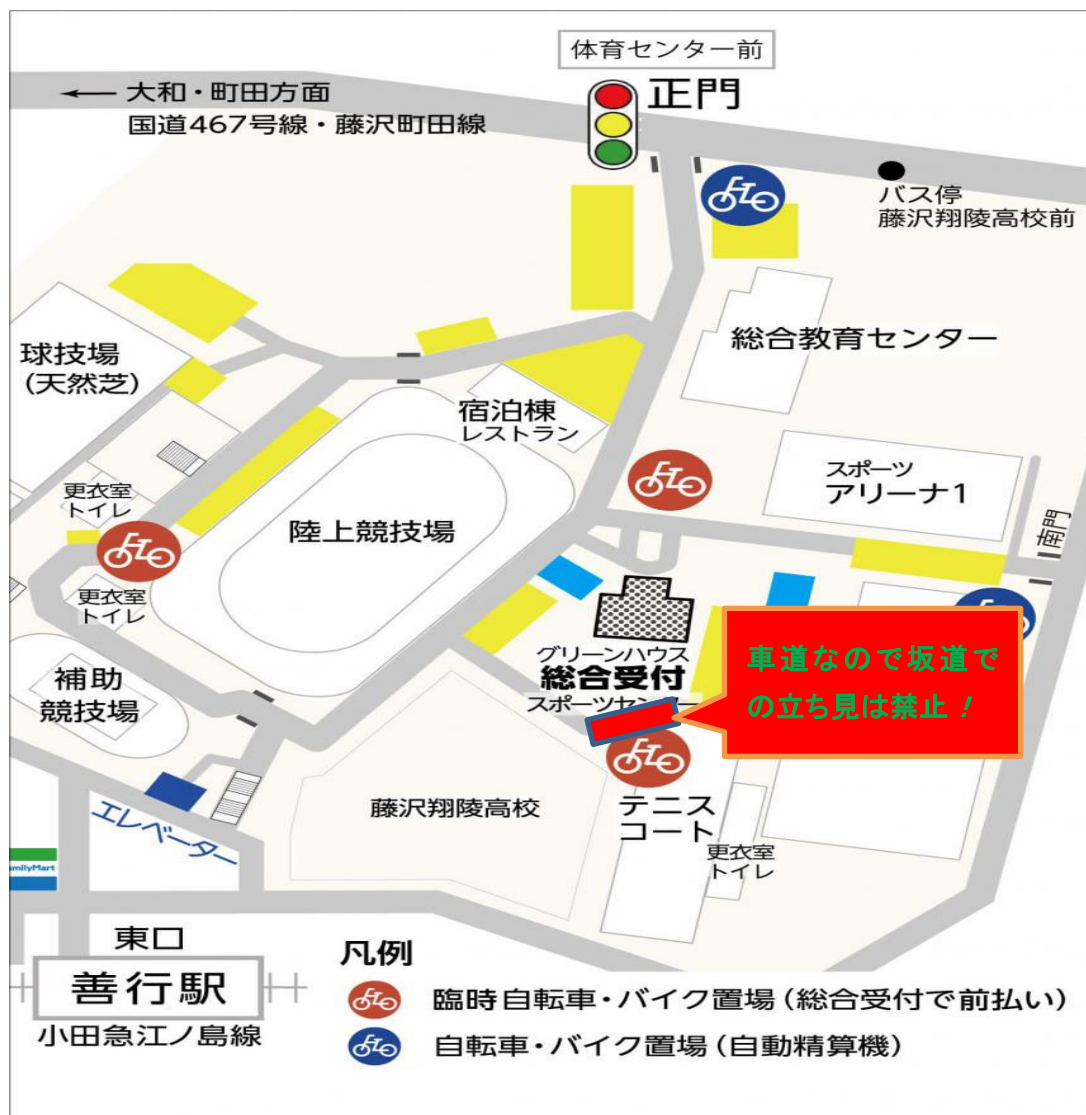 体育センター前
正門
← 大和・町田方面
国道467号線・藤沢町田線
バス停
藤沢翔陵高校前
総合教育センター
球技場
(天然芝)
宿泊棟
レストラン
スポーツ
アリーナ1
更衣室
トイレ
陸上競技場
南門
更衣室
トイレ
グリーンハウス
総合受付
スポーツセンター
車道なので坂道で
の立ち見は禁止!
補助
競技場
藤沢翔陵高校
テニス
コート
エレベーター
更衣室
トイレ
amilyMart
東口
善行駅
小田急江ノ島線
凡例
臨時自転車・バイク置場(総合受付で前払い)
自転車・バイク置場(自動精算機)